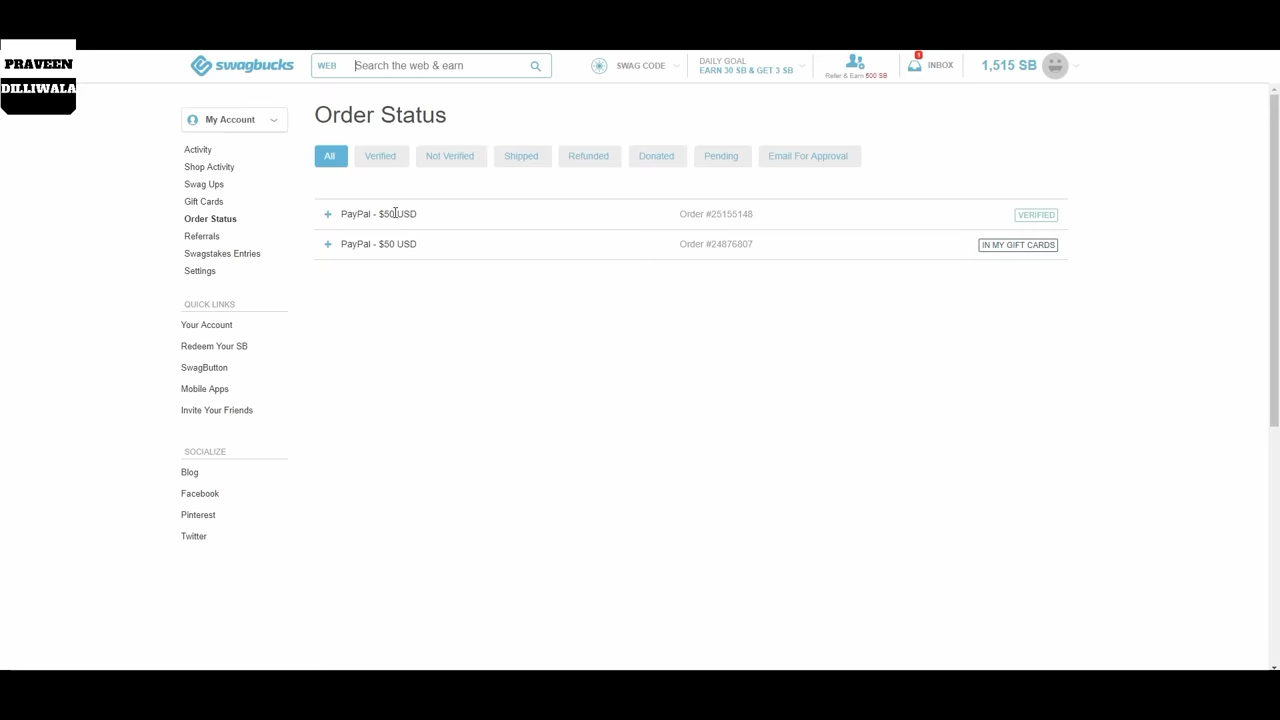 PRAVEEN
DILLIWALA
swagbucks
WEB
Search the web & earn
SWAG CODE
DAILY GOAL
EARN 30 SB & GET 3 SB
Refer & Earn 500 SB
1
INBOX
1,515 SB
My Account
Activity
Shop Activity
Swag Ups
Gift Cards
Order Status
Referrals
Swagstakes Entries
Settings
QUICK LINKS
Your Account
Redeem Your SB
SwagButton
Mobile Apps
Invite Your Friends
SOCIALIZE
Blog
Facebook
Pinterest
Twitter
Order Status
All
Verified
Not Verified
Shipped
Refunded
Donated
Pending
Email For Approval
+ PayPal - $50 USD Order #25155148 VERIFIED
+ PayPal - $50 USD Order #24876807 IN MY GIFT CARDS